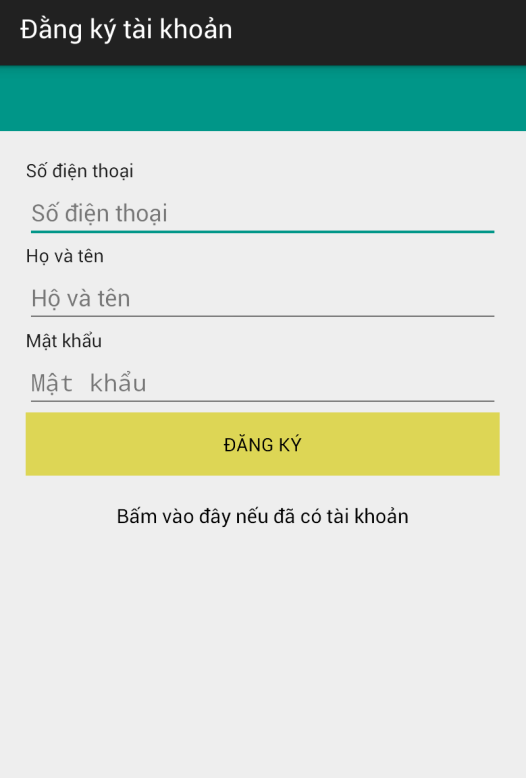 Đằng ký tài khoản
Số điện thoại
Số điện thoại
Họ và tên
Hộ và tên
Mật khẩu
Mật khẩu
ĐĂNG KÝ
Bấm vào đây nếu đã có tài khoản